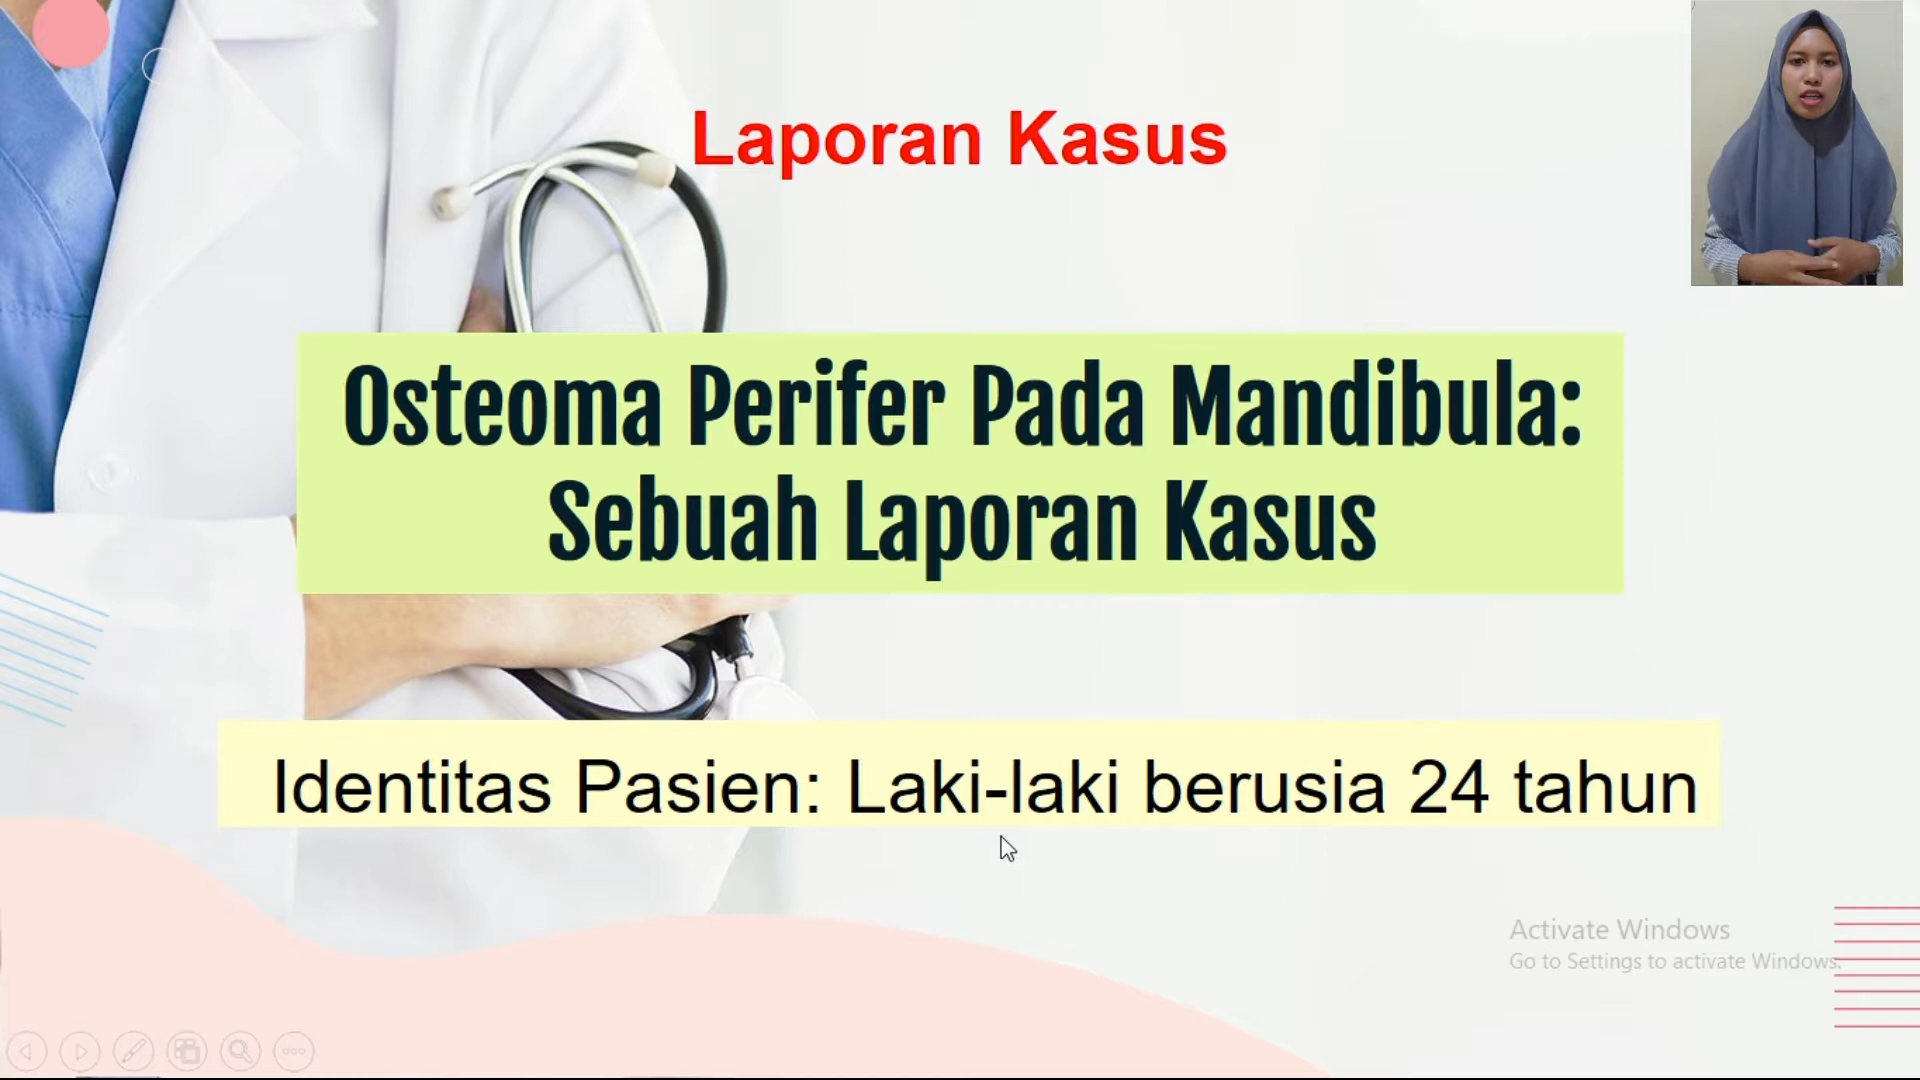 Laporan Kasus
Osteoma Perifer Pada Mandibula:
Sebuah Laporan Kasus
Identitas Pasien: Laki-laki berusia 24 tahun
Activate Windows
Go to Settings to activate Windows.